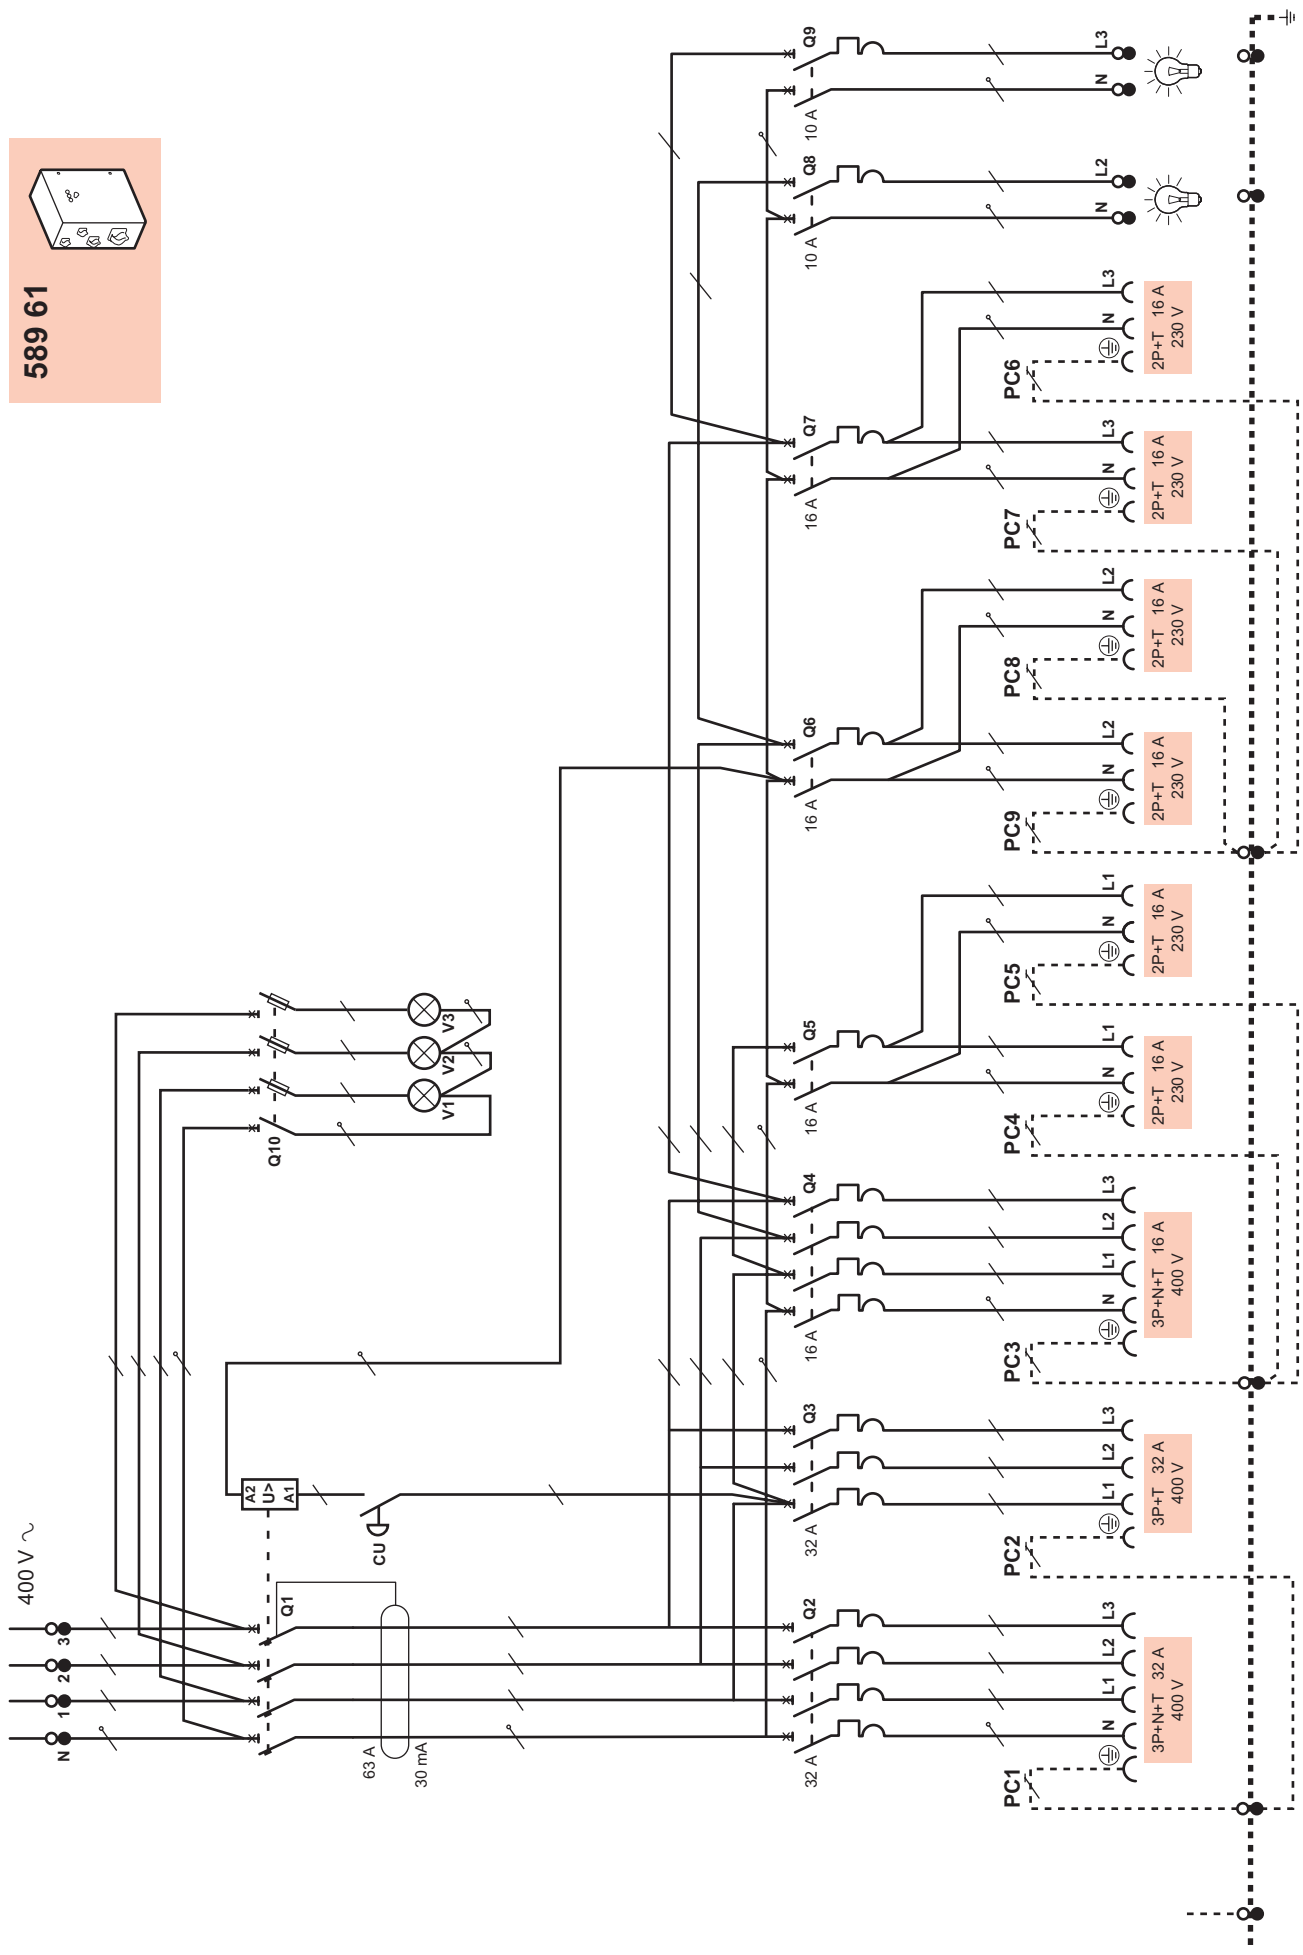 589 61
400 V ~
N
1
2
3
Q1
63 A
30 mA
A2
U>
A1
CU
Q10
V1
V2
V3
Q2
32 A
Q3
32 A
Q4
16 A
Q5
16 A
Q6
16 A
Q7
16 A
Q8
10 A
Q9
10 A
PC1
N
L1
L2
L3
3P+N+T 32 A
400 V
PC2
L1
L2
L3
3P+T 32 A
400 V
PC3
N
L1
L2
L3
3P+N+T 16 A
400 V
PC4
N
L1
2P+T 16 A
230 V
PC5
N
L1
2P+T 16 A
230 V
PC9
N
L2
2P+T 16 A
230 V
PC8
N
L2
2P+T 16 A
230 V
PC7
N
L3
2P+T 16 A
230 V
PC6
N
L3
2P+T 16 A
230 V
N
L2
N
L3